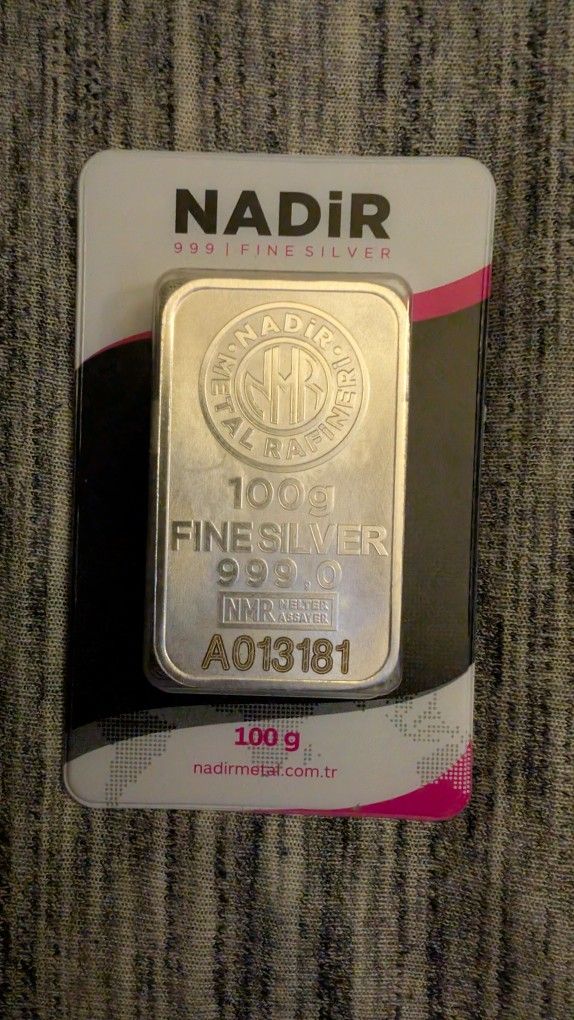 NADiR
999 | FINE SILVER
• NADiR • METAL RAFiNERi
NMR
100g
FINE SILVER
999,0
NMR MELTER
ASSAYER
A013181
100 g
nadirmetal.com.tr